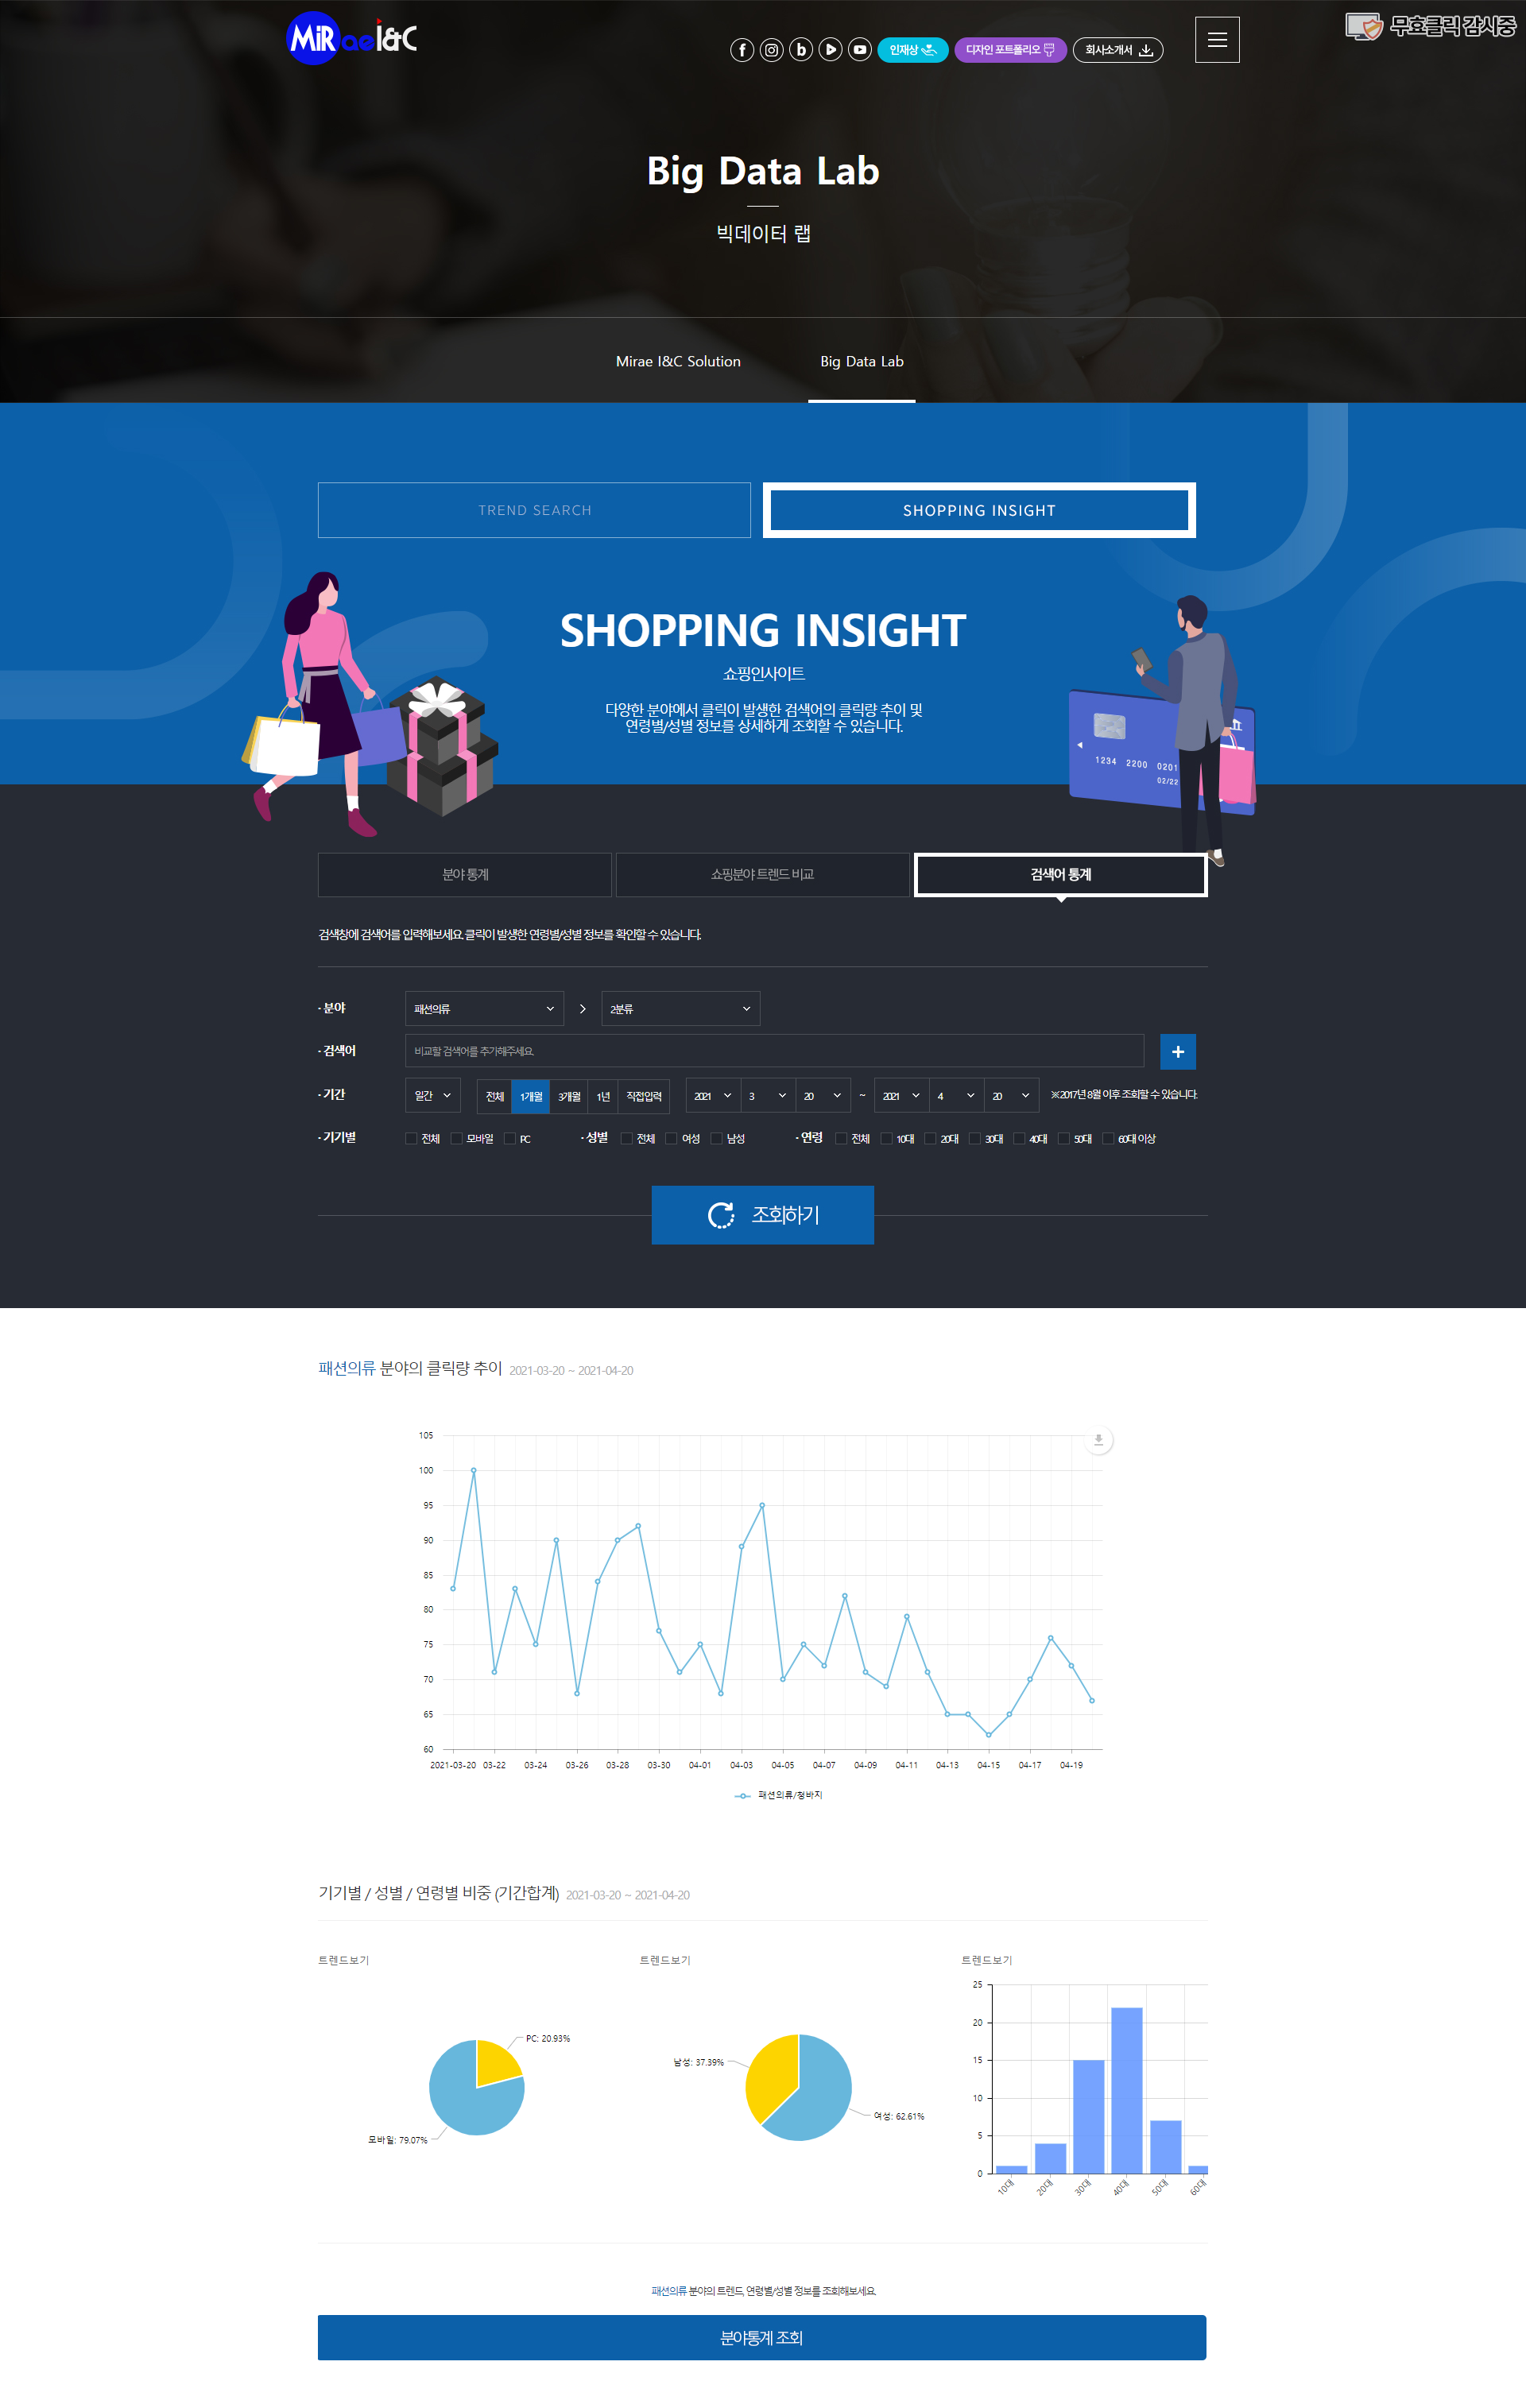 MiRae I&C
인재상
디자인 포트폴리오
회사소개서
무효클릭 감시중
Big Data Lab
빅데이터 랩
Mirae I&C Solution
Big Data Lab
TREND SEARCH
SHOPPING INSIGHT
SHOPPING INSIGHT
쇼핑인사이트
다양한 분야에서 클릭이 발생한 검색어의 클릭량 추이 및
연령별/성별 정보를 상세하게 조회할 수 있습니다.
1234 2200 0201
02/22
분야 통계
쇼핑분야 트렌드 비교
검색어 통계
검색창에 검색어를 입력해보세요. 클릭이 발생한 연령별/성별 정보를 확인할 수 있습니다.
· 분야 패션의류 > 2분류
· 검색어 비교할 검색어를 추가해주세요. +
· 기간 일간 전체 1개월 3개월 1년 직접입력 2021 3 20 ~ 2021 4 20 ※2017년 8월 이후 조회할 수 있습니다.
· 기기별 전체 모바일 PC · 성별 전체 여성 남성 · 연령 전체 10대 20대 30대 40대 50대 60대 이상
조회하기
패션의류 분야의 클릭량 추이 2021-03-20 ~ 2021-04-20
105
100
95
90
85
80
75
70
65
60
2021-03-20 03-22 03-24 03-26 03-28 03-30 04-01 04-03 04-05 04-07 04-09 04-11 04-13 04-15 04-17 04-19
패션의류/청바지
기기별 / 성별 / 연령별 비중 (기간합계) 2021-03-20 ~ 2021-04-20
트렌드보기
PC: 20.93%
모바일: 79.07%
트렌드보기
남성: 37.39%
여성: 62.61%
트렌드보기
25
20
15
10
5
0
10대 20대 30대 40대 50대 60대
패션의류 분야의 트렌드, 연령별/성별 정보를 조회해보세요.
분야통계 조회